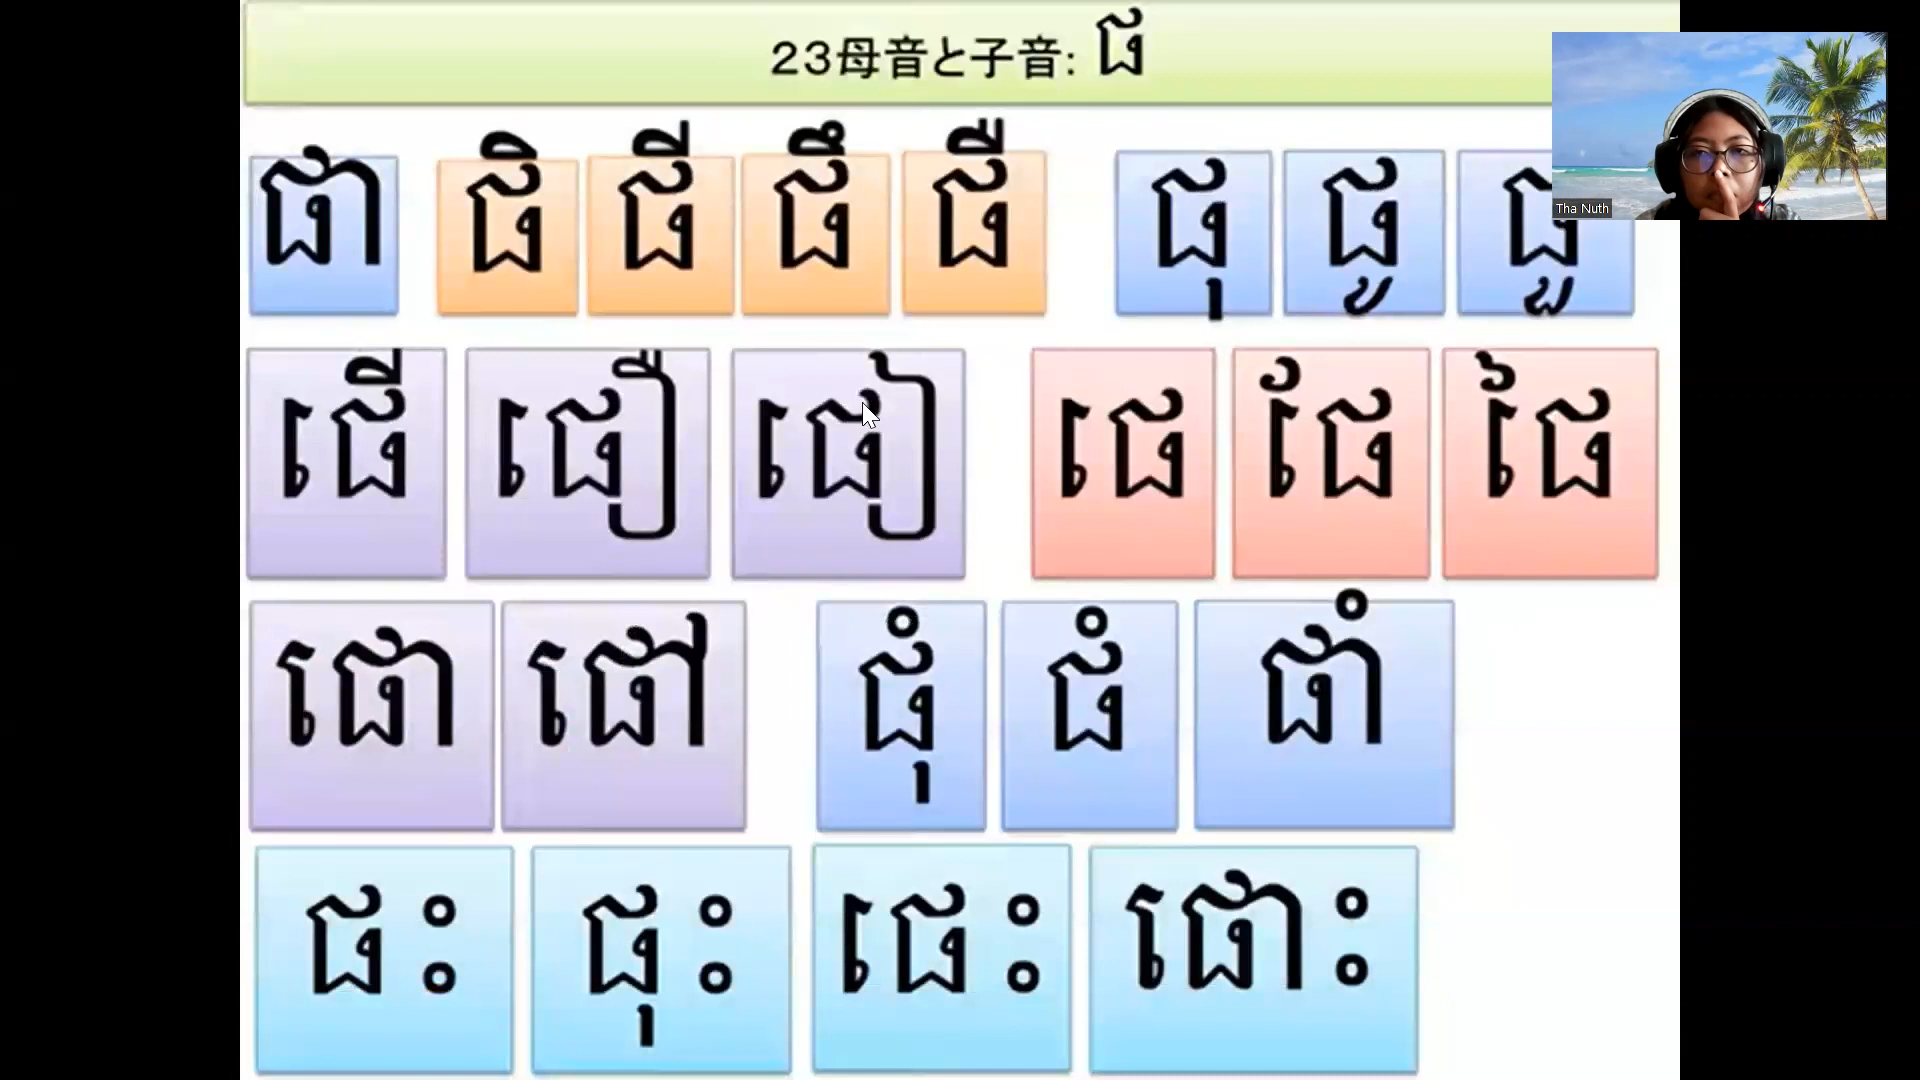 23母音と子音: ផ
ផា ផិ ផី ផឹ ផឺ ផុ ផូ ផួ
ផើ ផឿ ផៀ ផេ ផែ ផៃ
ផោ ផៅ ផុំ ផំ ផាំ
ផះ ផុះ ផេះ ផោះ
Tha Nuth